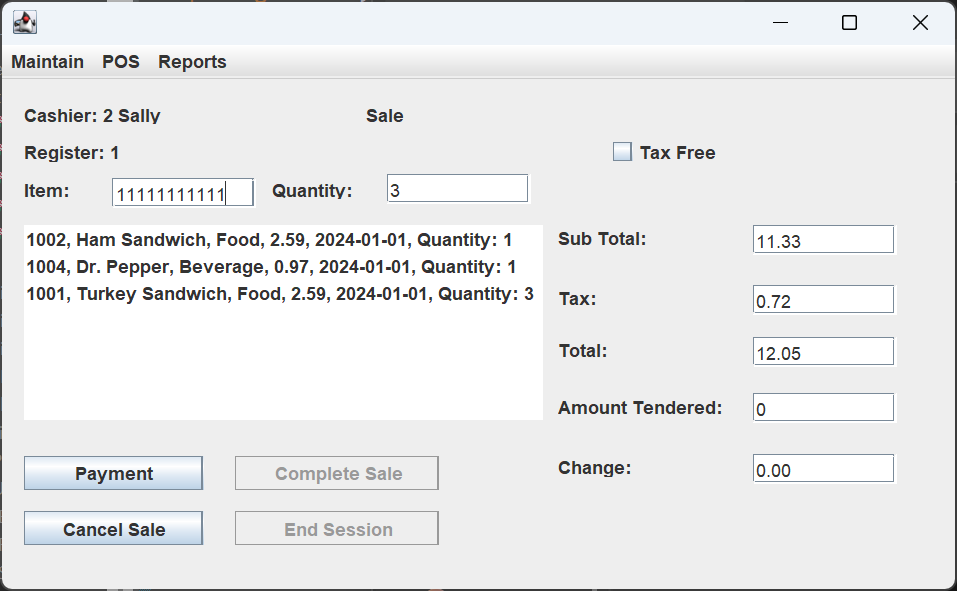 Maintain POS Reports
Cashier: 2 Sally Sale
Register: 1 Tax Free
Item: 11111111111 Quantity: 3
1002, Ham Sandwich, Food, 2.59, 2024-01-01, Quantity: 1
1004, Dr. Pepper, Beverage, 0.97, 2024-01-01, Quantity: 1
1001, Turkey Sandwich, Food, 2.59, 2024-01-01, Quantity: 3
Sub Total: 11.33
Tax: 0.72
Total: 12.05
Amount Tendered: 0
Change: 0.00
Payment Complete Sale
Cancel Sale End Session